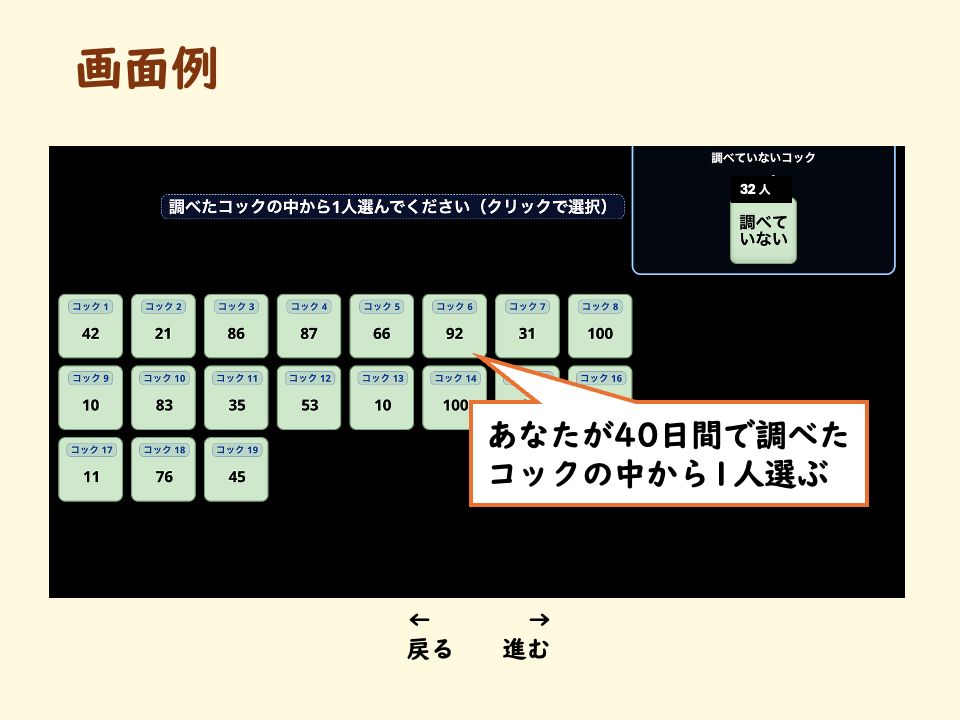 画面例
調べていないコック
32 人
調べて
いない
調べたコックの中から1人選んでください（クリックで選択）
コック 1 コック 2 コック 3 コック 4 コック 5 コック 6 コック 7 コック 8
42 21 86 87 66 92 31 100
コック 9 コック 10 コック 11 コック 12 コック 13 コック 14 コック 16
10 83 35 53 10 100
コック 17 コック 18 コック 19
11 76 45
あなたが40日間で調べた
コックの中から1人選ぶ
← →
戻る 進む